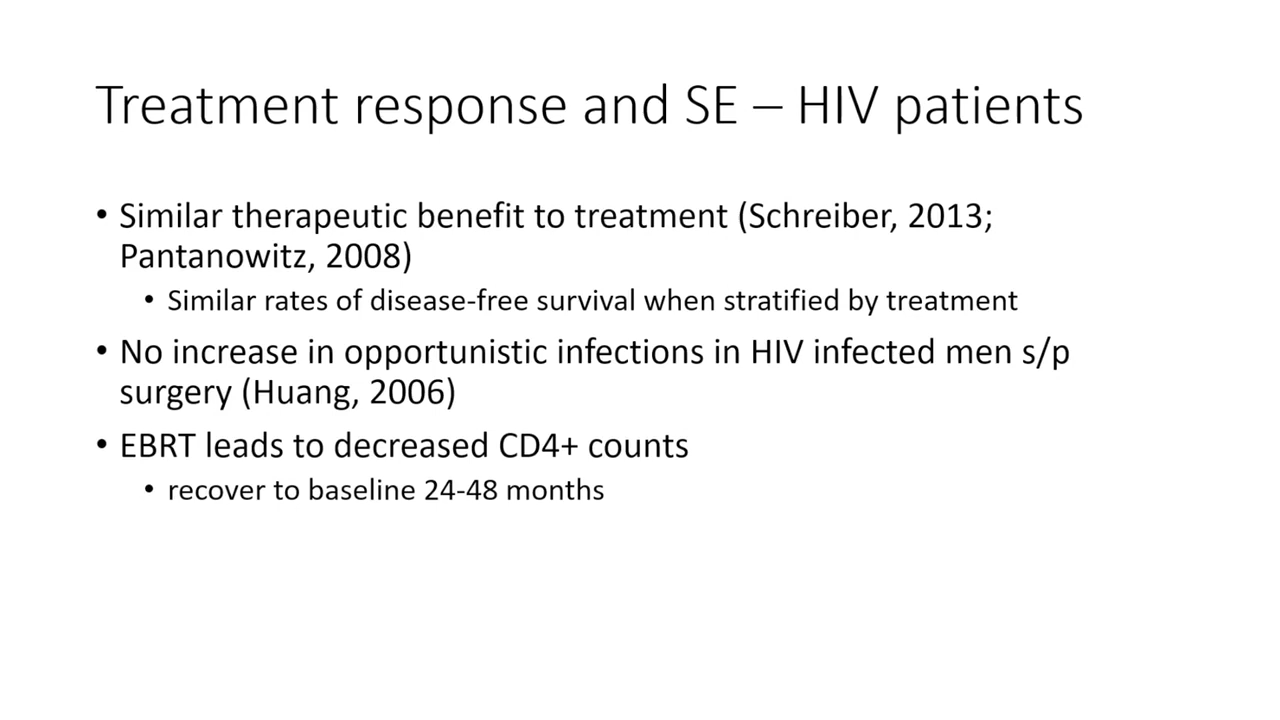 Treatment response and SE – HIV patients
• Similar therapeutic benefit to treatment (Schreiber, 2013;
Pantanowitz, 2008)
• Similar rates of disease-free survival when stratified by treatment
• No increase in opportunistic infections in HIV infected men s/p
surgery (Huang, 2006)
• EBRT leads to decreased CD4+ counts
• recover to baseline 24-48 months